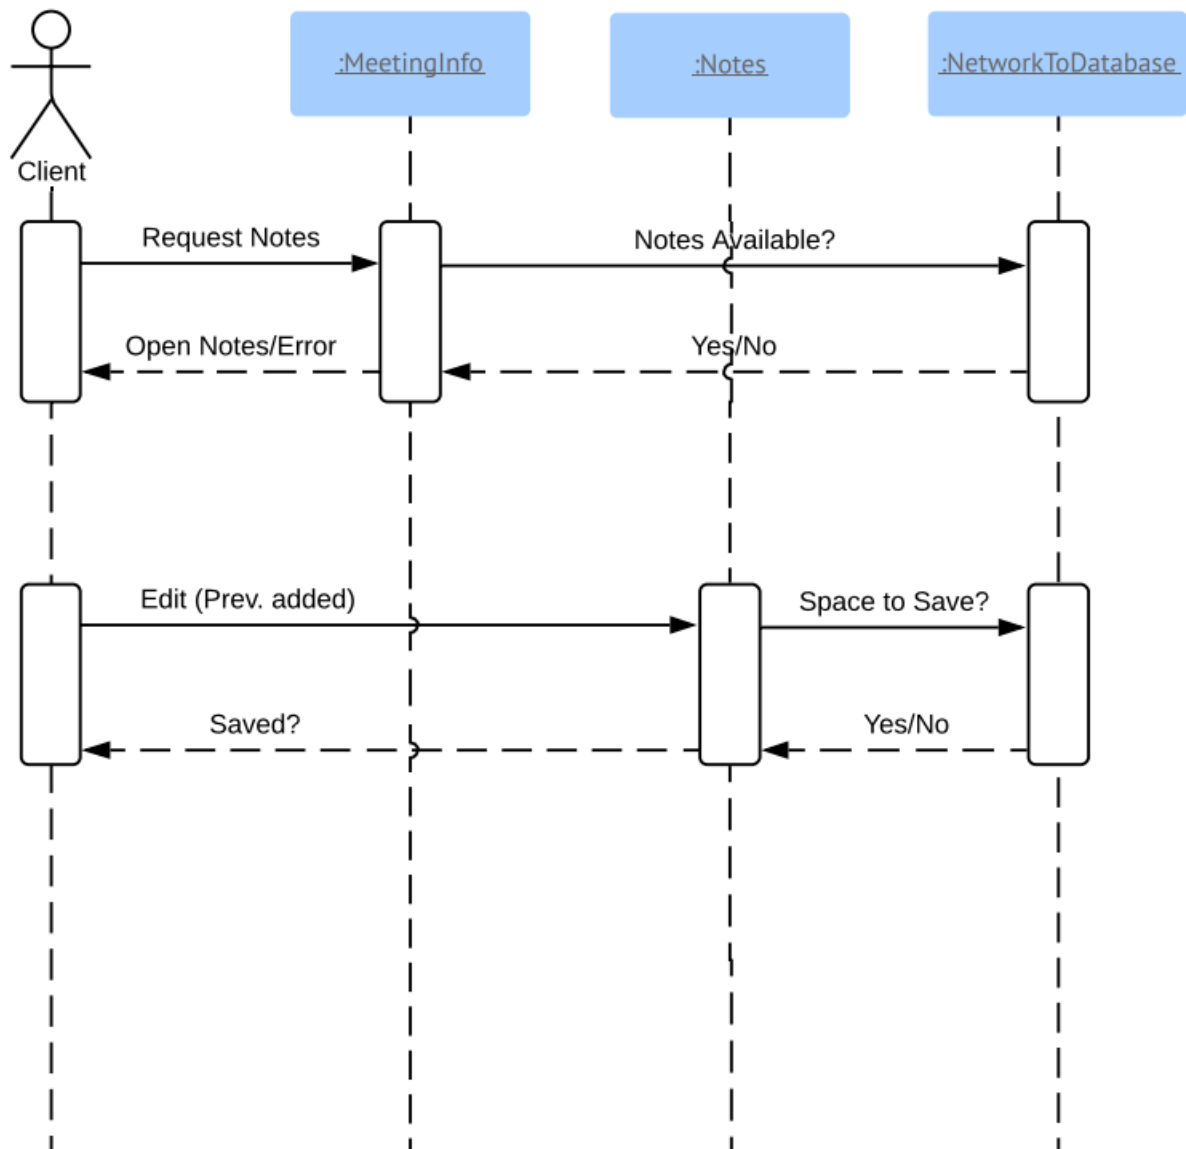 :MeetingInfo
:Notes
:NetworkToDatabase
Client
Request Notes
Notes Available?
Open Notes/Error
Yes/No
Edit (Prev. added)
Space to Save?
Saved?
Yes/No